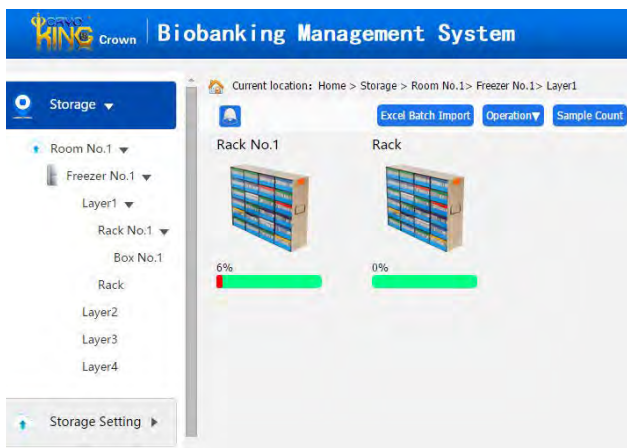 CRYO
KING Crown Biobanking Management System
Current location: Home > Storage > Room No.1> Freezer No.1> Layer1
Storage
Excel Batch Import Operation▼ Sample Count
Room No.1
Freezer No.1
Layer1
Rack No.1
Box No.1
Rack
Layer2
Layer3
Layer4
Storage Setting
Rack No.1 Rack
6% 0%